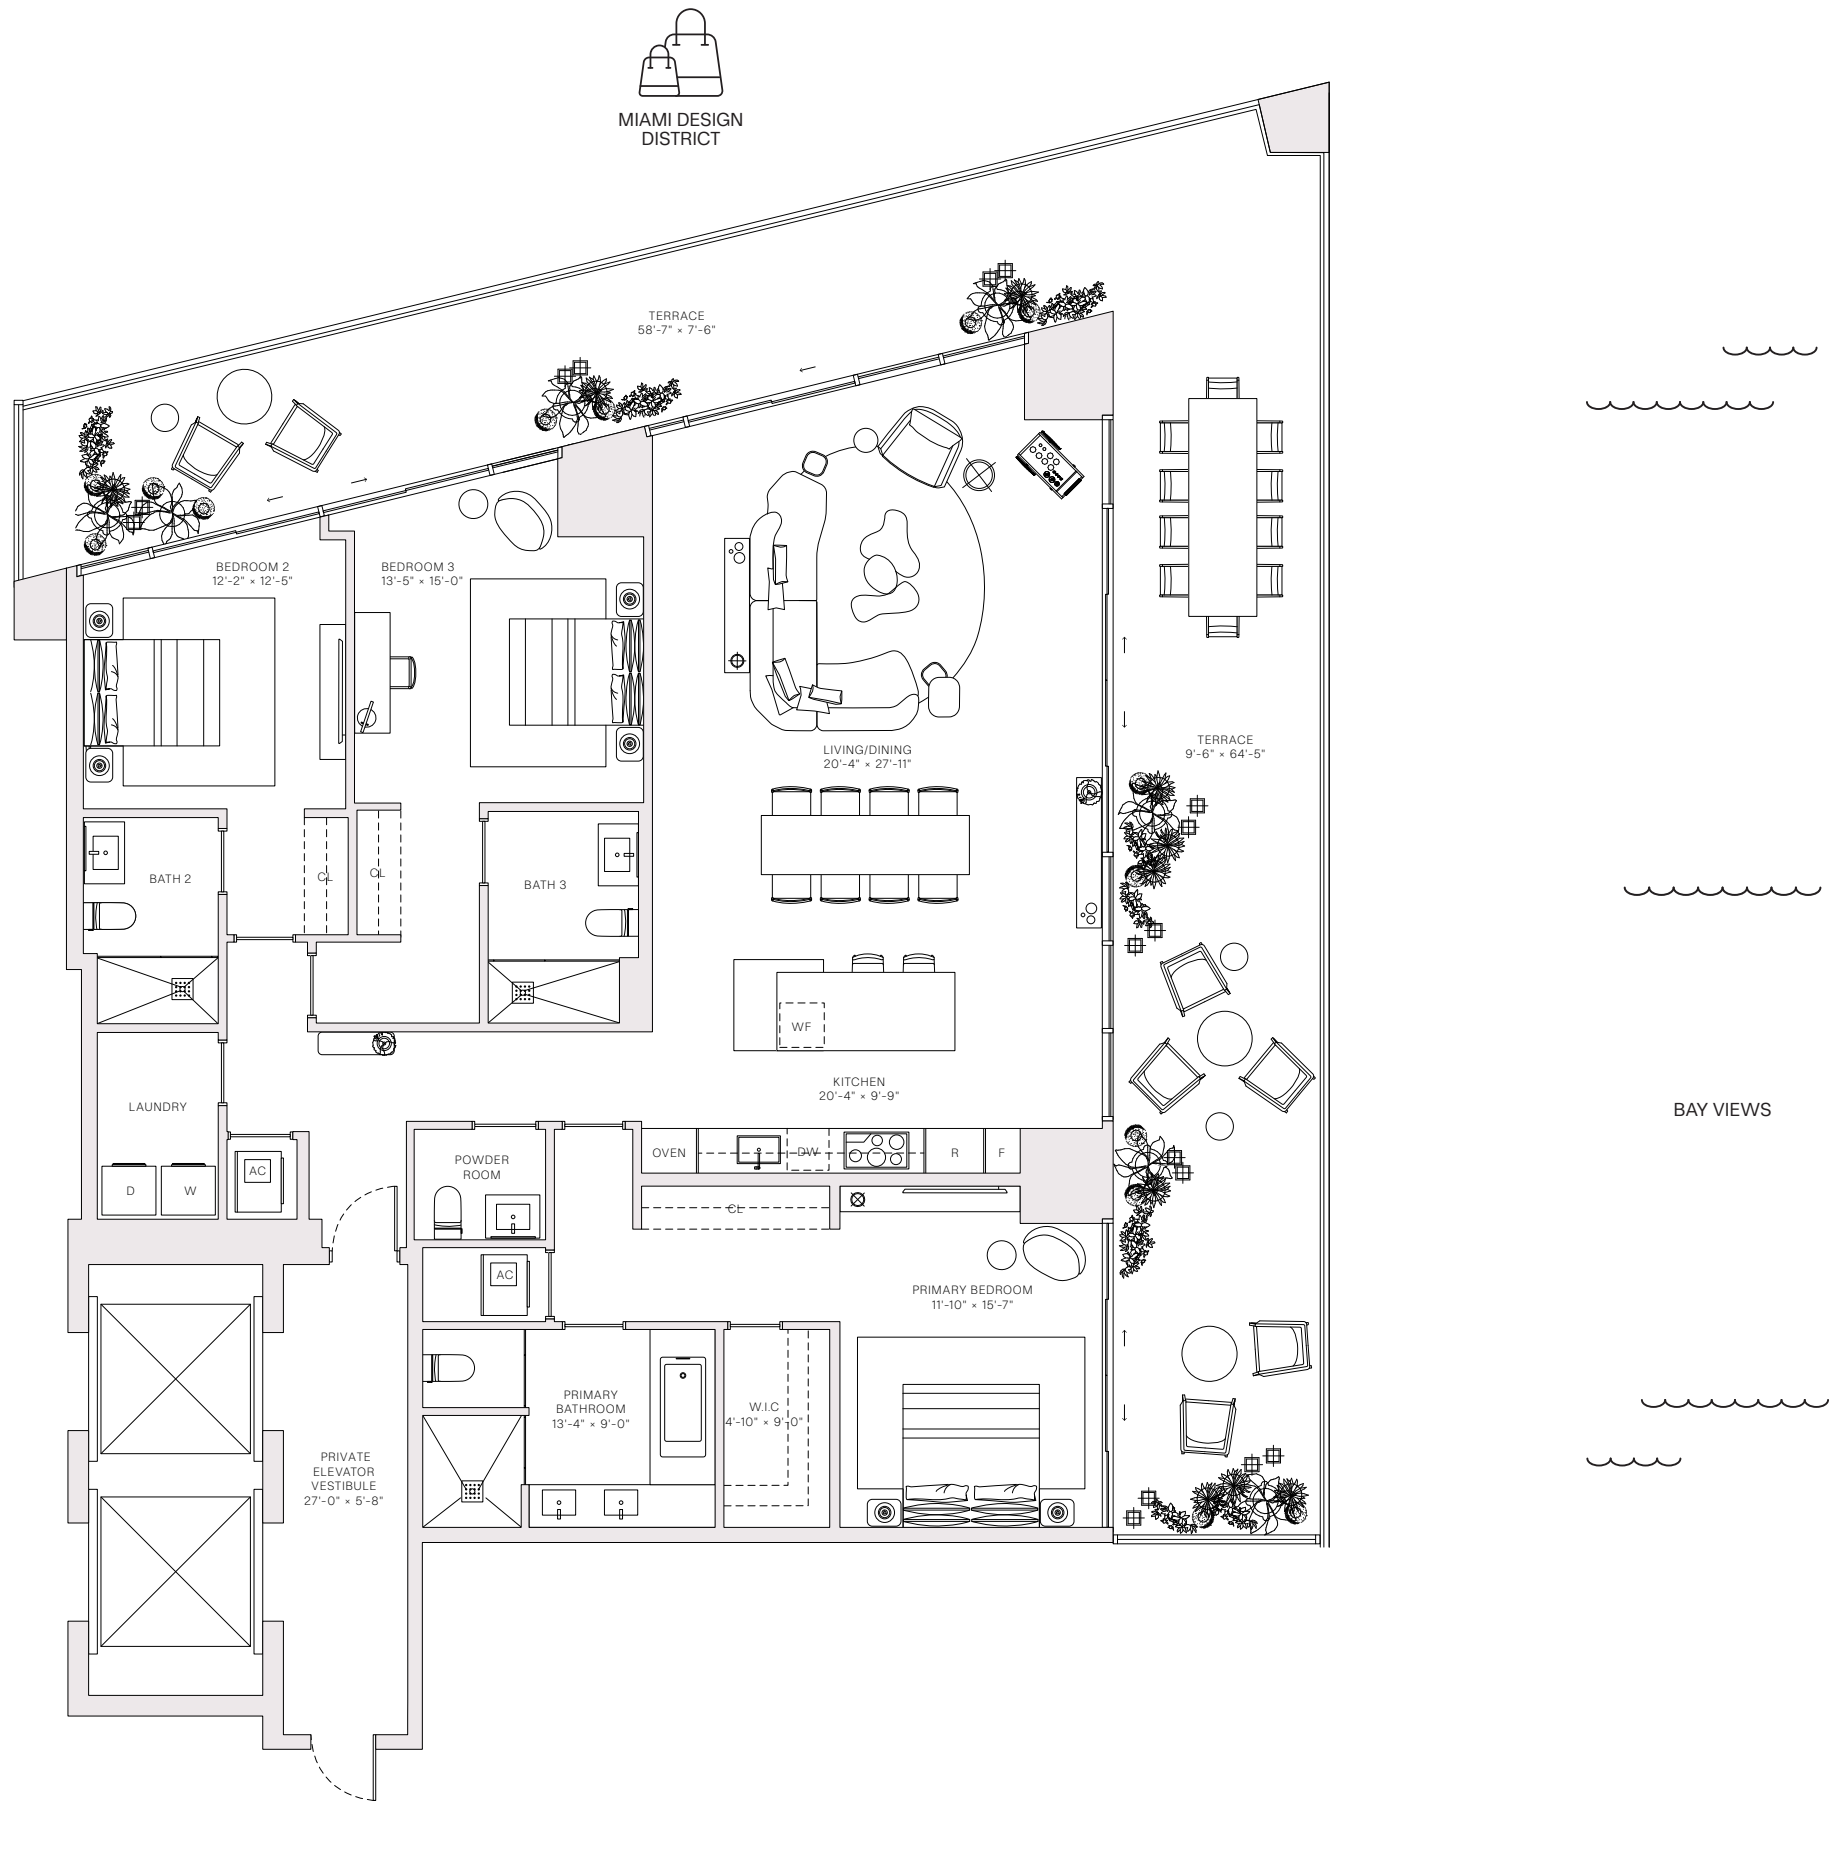 MIAMI DESIGN
DISTRICT
TERRACE
58'-7" × 7'-6"
BEDROOM 2
12'-2" × 12'-5"
BEDROOM 3
13'-5" × 15'-0"
LIVING/DINING
20'-4" × 27'-11"
TERRACE
9'-6" × 64'-5"
BATH 2
CL
CL
BATH 3
WF
KITCHEN
20'-4" × 9'-9"
BAY VIEWS
LAUNDRY
D
W
AC
POWDER
ROOM
OVEN
DW
R
F
CL
AC
PRIMARY BEDROOM
11'-10" × 15'-7"
PRIMARY
BATHROOM
13'-4" × 9'-0"
W.I.C
4'-10" × 9'-0"
PRIVATE
ELEVATOR
VESTIBULE
27'-0" × 5'-8"